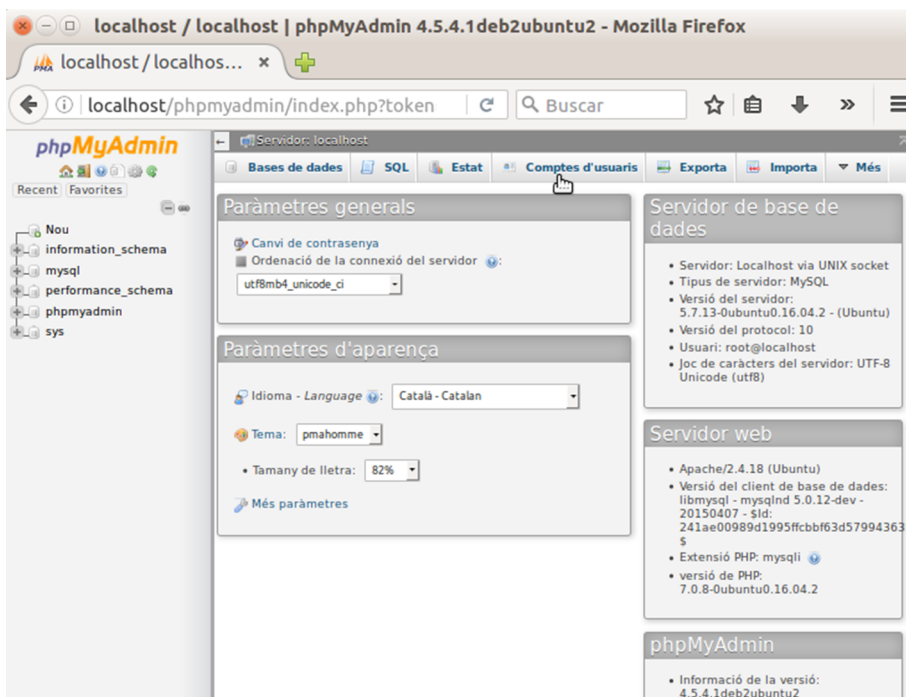 localhost / localhost | phpMyAdmin 4.5.4.1deb2ubuntu2 - Mozilla Firefox
PMA localhost / localhos... ×
localhost/phpmyadmin/index.php?token
Buscar
phpMyAdmin
Recent Favorites
Nou
information_schema
mysql
performance_schema
phpmyadmin
sys
Servidor: localhost
Bases de dades SQL Estat Comptes d'usuaris Exporta Importa Més
Paràmetres generals
Canvi de contrasenya
Ordenació de la connexió del servidor :
utf8mb4_unicode_ci
Paràmetres d'aparença
Idioma - Language : Català - Catalan
Tema: pmahomme
• Tamany de lletra: 82%
Més paràmetres
Servidor de base de
dades
• Servidor: Localhost via UNIX socket
• Tipus de servidor: MySQL
• Versió del servidor:
5.7.13-0ubuntu0.16.04.2 - (Ubuntu)
• Versió del protocol: 10
• Usuari: root@localhost
• Joc de caràcters del servidor: UTF-8
Unicode (utf8)
Servidor web
• Apache/2.4.18 (Ubuntu)
• Versió del client de base de dades:
libmysql - mysqlnd 5.0.12-dev -
20150407 - $Id:
241ae00989d1995ffcbbf63d57994363
$
• Extensió PHP: mysqli
• versió de PHP:
7.0.8-0ubuntu0.16.04.2
phpMyAdmin
• Informació de la versió:
4.5.4.1deb2ubuntu2